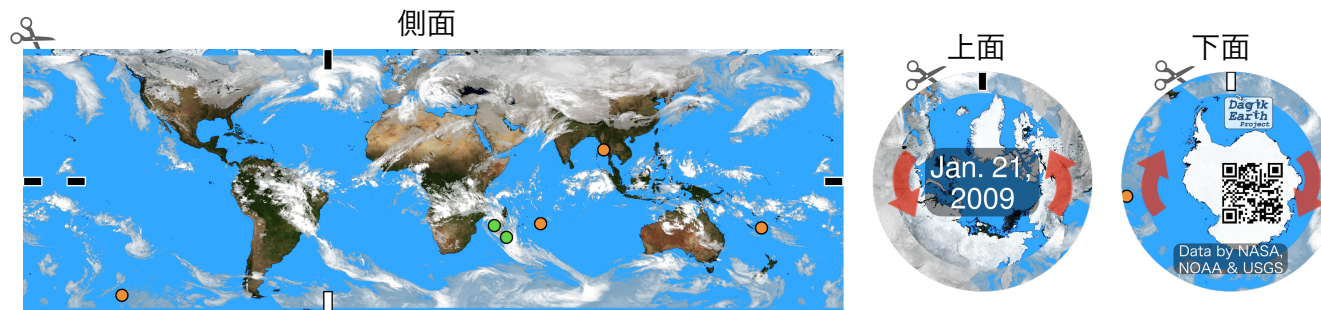 側面
上面
下面
Dagik
Earth
Project
Jan. 21,
2009
Data by NASA,
NOAA & USGS